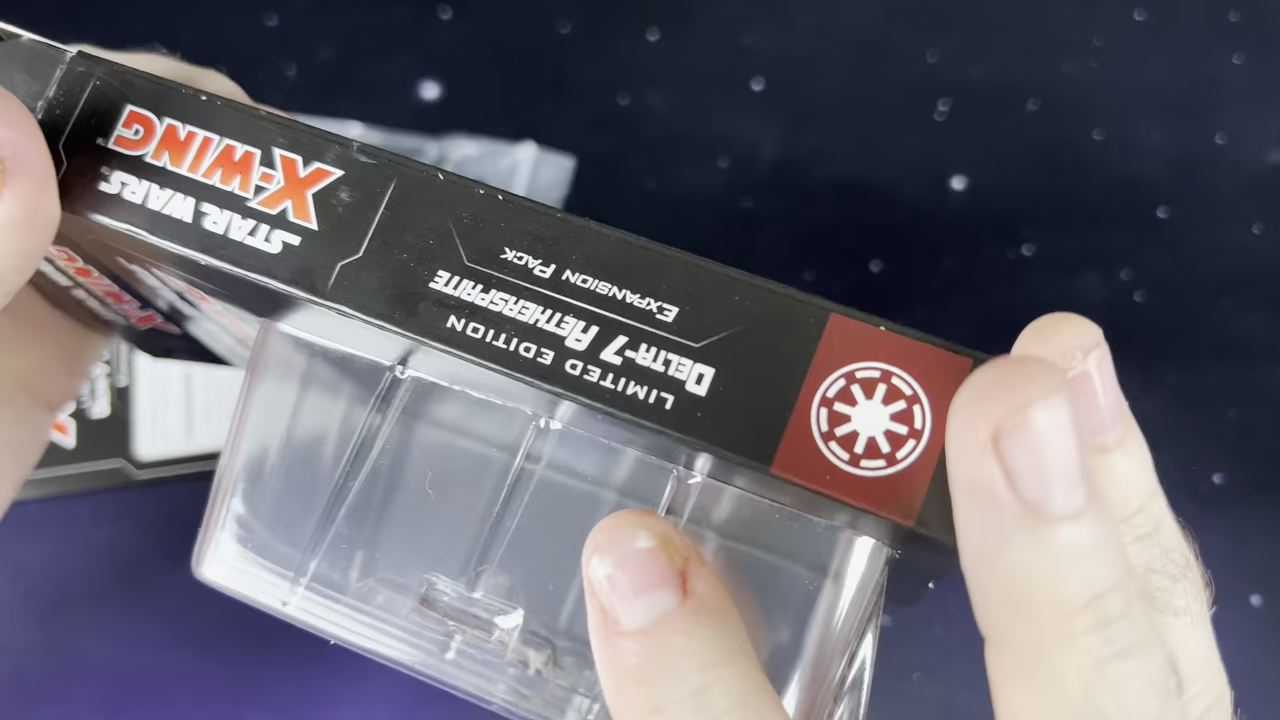 STAR WARS
X-WING
LIMITED EDITION
DELTA-7 AETHERSPRITE
EXPANSION PACK